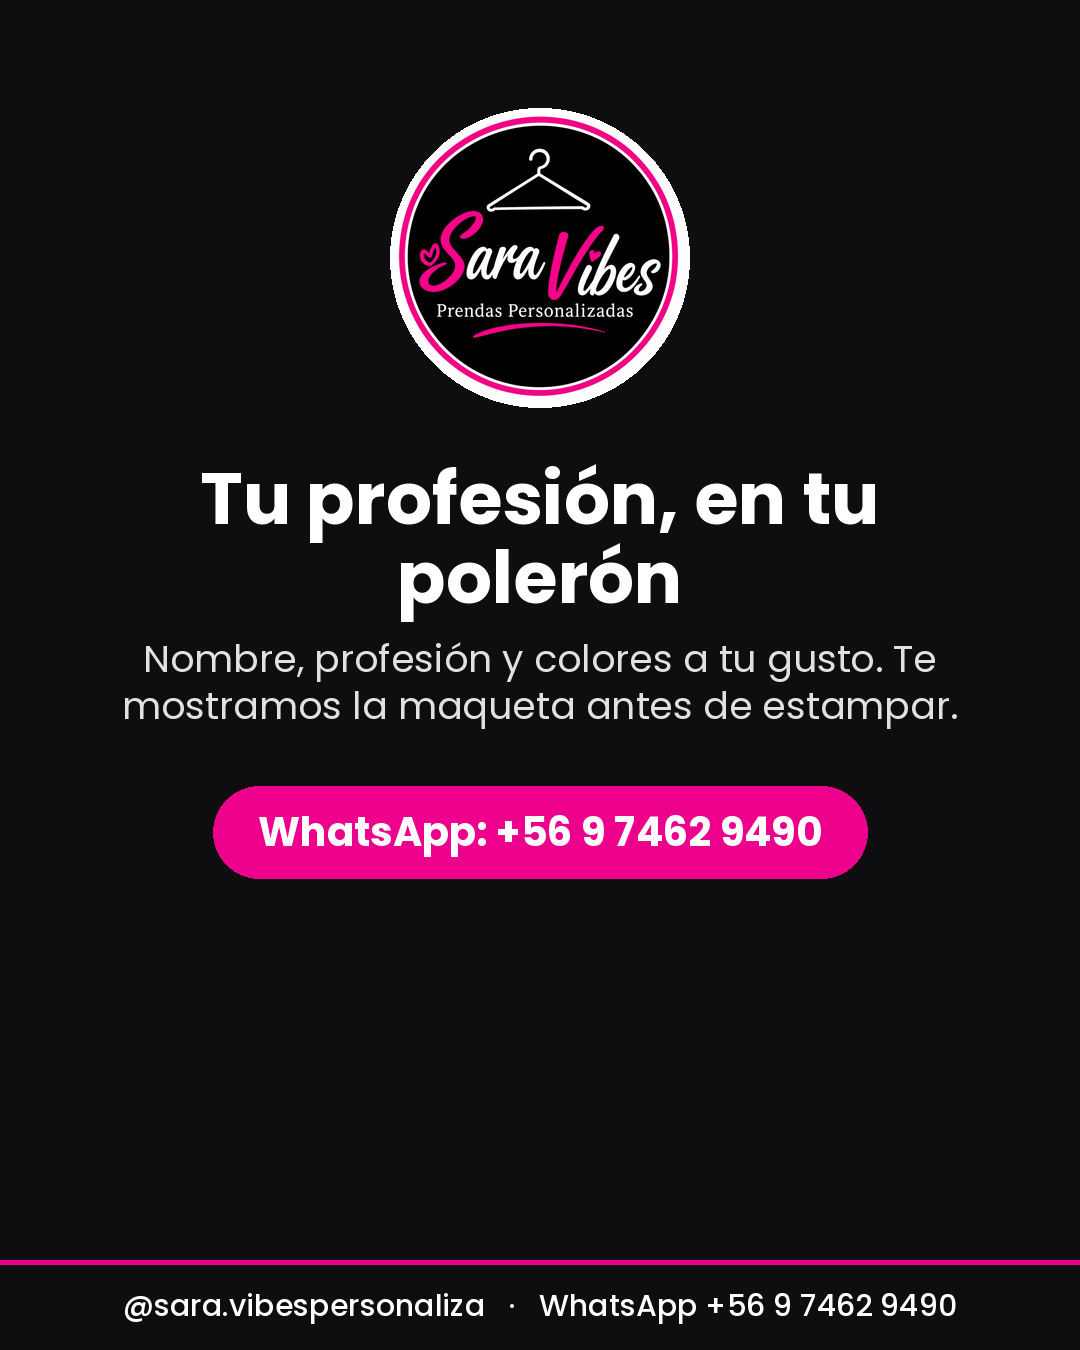 Sara Vibes
Prendas Personalizadas
Tu profesión, en tu
polerón
Nombre, profesión y colores a tu gusto. Te
mostramos la maqueta antes de estampar.
WhatsApp: +56 9 7462 9490
@sara.vibespersonaliza · WhatsApp +56 9 7462 9490